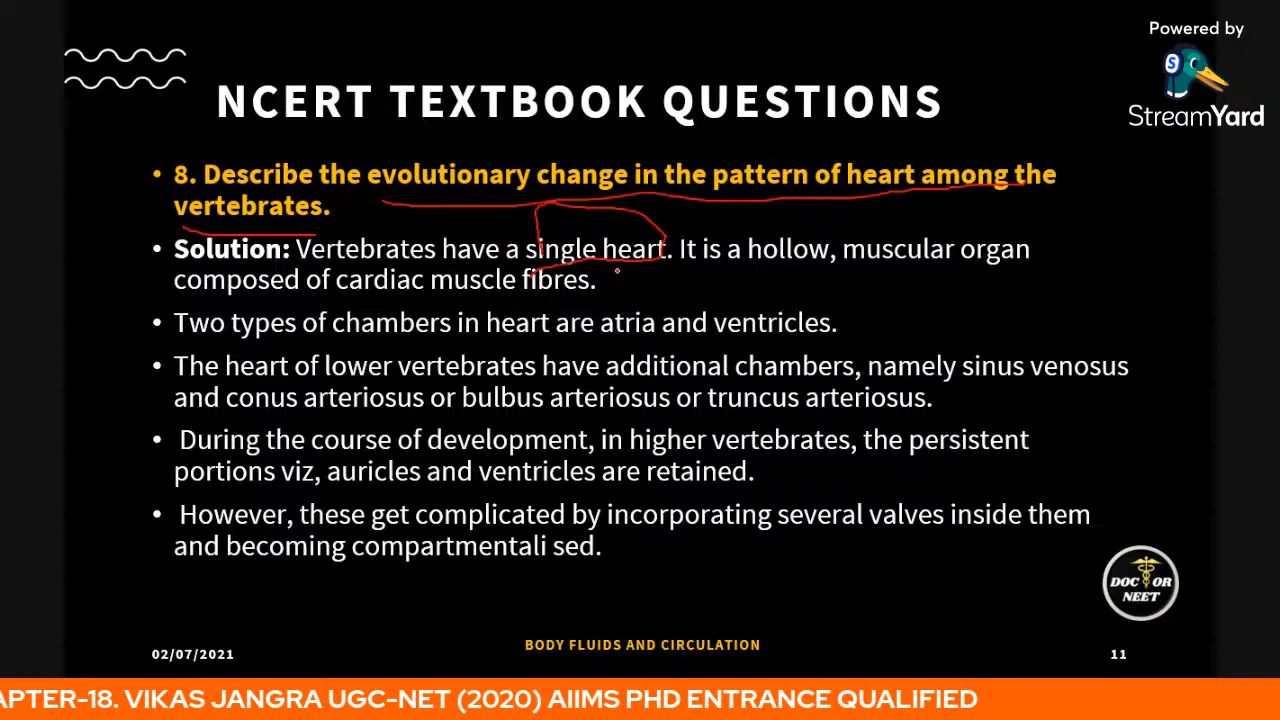 Powered by
StreamYard
NCERT TEXTBOOK QUESTIONS
• 8. Describe the evolutionary change in the pattern of heart among the
vertebrates.
• Solution: Vertebrates have a single heart. It is a hollow, muscular organ
composed of cardiac muscle fibres.
• Two types of chambers in heart are atria and ventricles.
• The heart of lower vertebrates have additional chambers, namely sinus venosus
and conus arteriosus or bulbus arteriosus or truncus arteriosus.
• During the course of development, in higher vertebrates, the persistent
portions viz, auricles and ventricles are retained.
• However, these get complicated by incorporating several valves inside them
and becoming compartmentali sed.
DOCTOR
NEET
02/07/2021
BODY FLUIDS AND CIRCULATION
11
APTER-18. VIKAS JANGRA UGC-NET (2020) AIIMS PHD ENTRANCE QUALIFIED